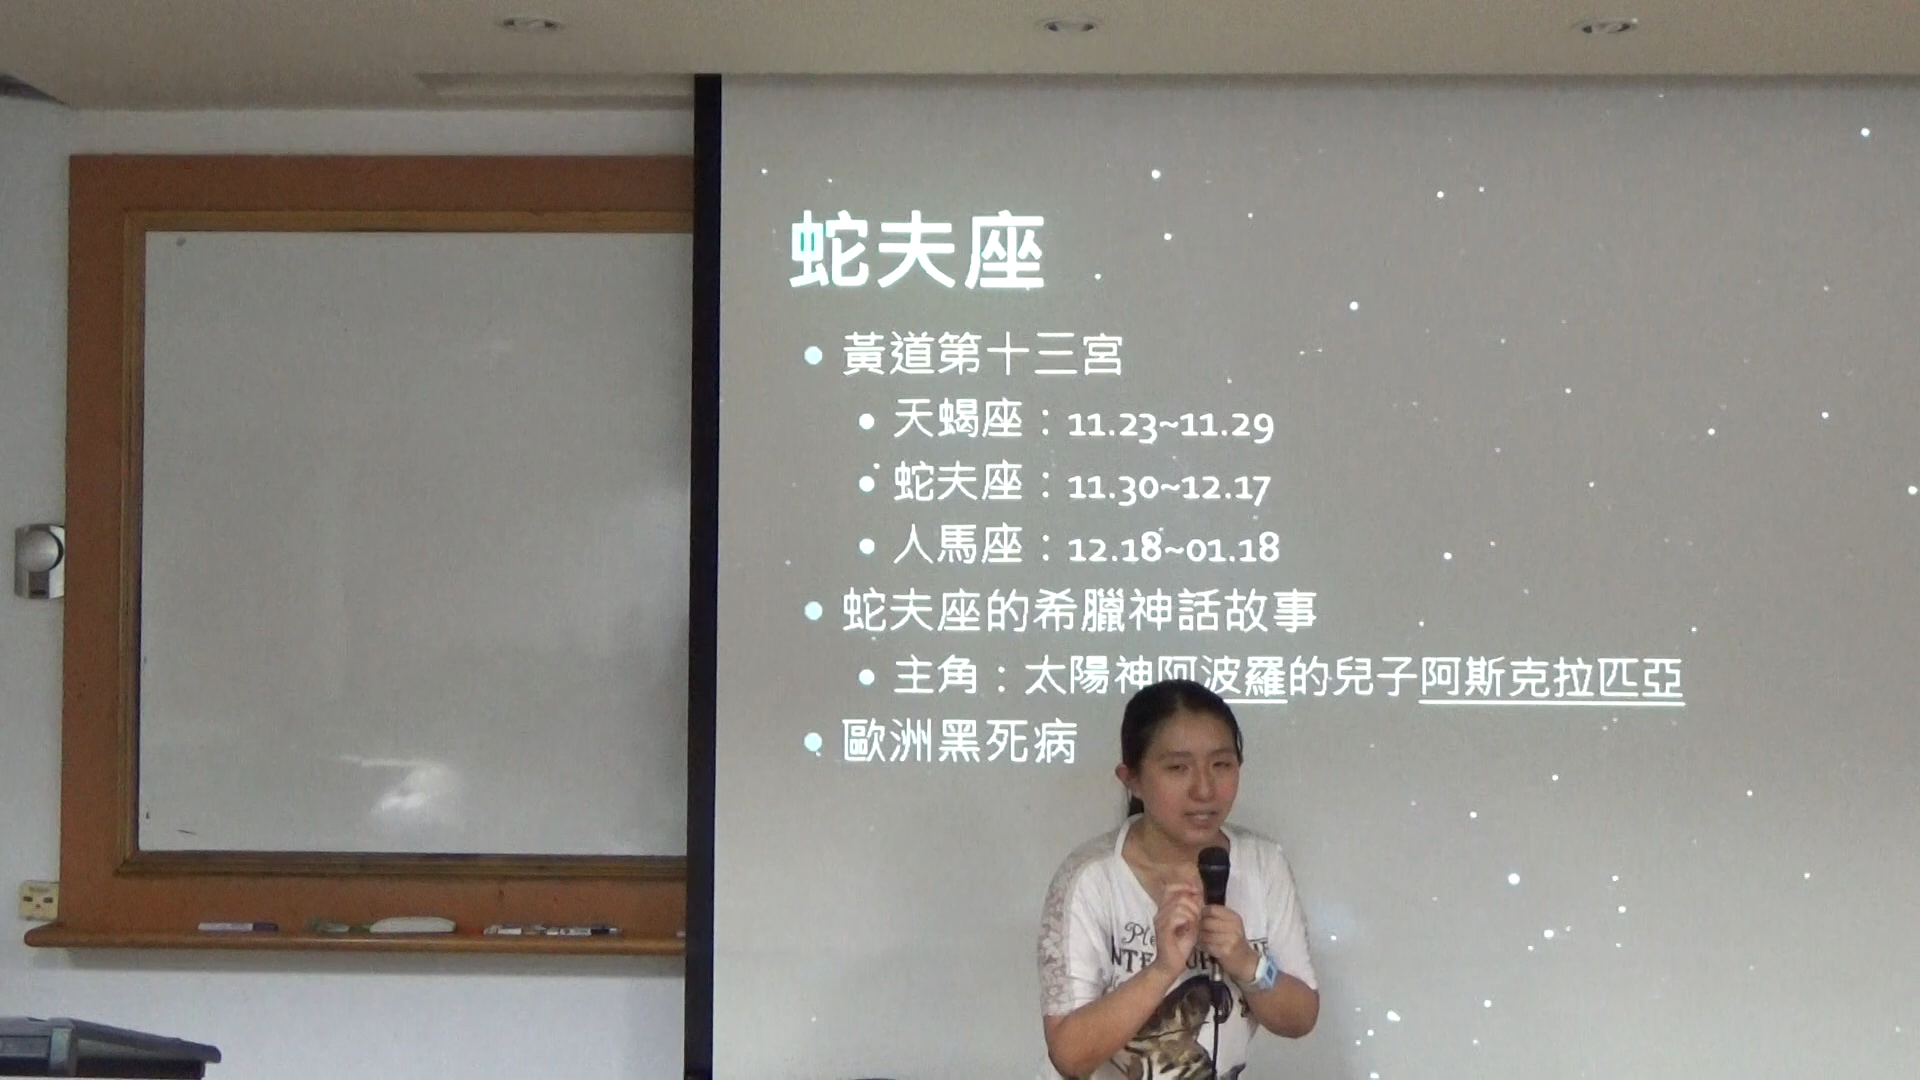 蛇夫座
• 黃道第十三宮
• 天蝎座：11.23~11.29
• 蛇夫座：11.30~12.17
• 人馬座：12.18~01.18
• 蛇夫座的希臘神話故事
• 主角：太陽神阿波羅的兒子阿斯克拉匹亞
• 歐洲黑死病